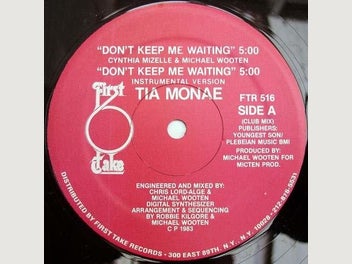 "DON'T KEEP ME WAITING" 5:00
CYNTHIA MIZELLE & MICHAEL WOOTEN
"DON'T KEEP ME WAITING" 5:00
INSTRUMENTAL VERSION
TIA MONAE
First
Take
FTR 516
SIDE A
(CLUB MIX)
PUBLISHERS:
YOUNGEST SON/
PLEBEIAN MUSIC BMI
PRODUCED BY:
MICHAEL WOOTEN FOR
MICTEN PROD.
ENGINEERED AND MIXED BY:
CHRIS LORD-ALGE &
MICHAEL WOOTEN
DIGITAL SYNTHESIZER
ARRANGEMENT & SEQUENCING
BY ROBBIE KILGORE &
MICHAEL WOOTEN
C P 1983
DISTRIBUTED BY FIRST TAKE RECORDS - 300 EAST 89TH, N.Y., N.Y. 10028 - 212-876-5531